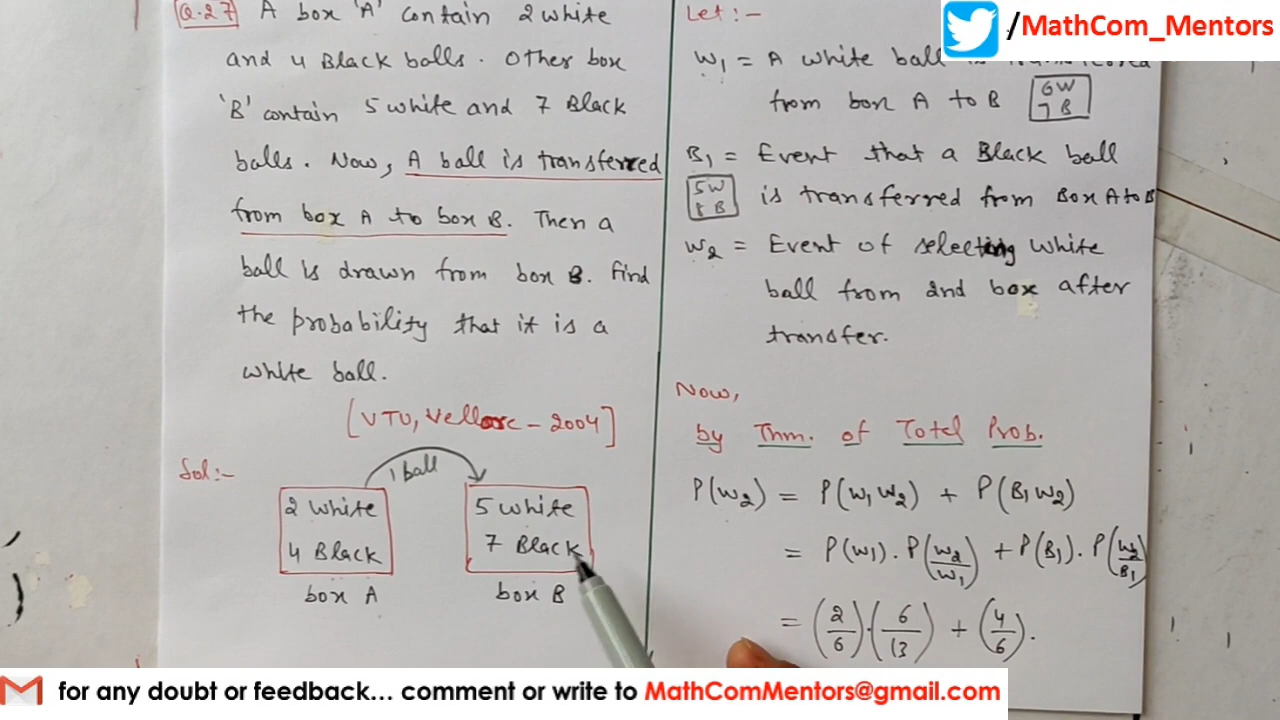 Q.27 A box 'A' contain 2 white
and 4 Black balls. Other box
'B' contain 5 white and 7 Black
balls. Now, A ball is transferred
from box A to box B. Then a
ball is drawn from box B. Find
the probability that it is a
white ball.
[VTU, Vellore - 2004]
Sol:-
1 ball
2 White
4 Black
box A
5 white
7 Black
box B
Let :-
W₁ = A white ball is transferred
from box A to B
6W
7B
B₁ = Event that a Black ball
is transferred from Box A to B
5W
8B
W₂ = Event of selecting white
ball from 2nd box after
transfer.
Now,
by Thm. of Total Prob.
P(W₂) = P(W₁W₂) + P(B₁W₂)
= P(W₁). P(W₂/W₁) + P(B₁). P(W₂/B₁)
= (2/6).(6/13) + (4/6).
/MathCom_Mentors
for any doubt or feedback... comment or write to MathComMentors@gmail.com